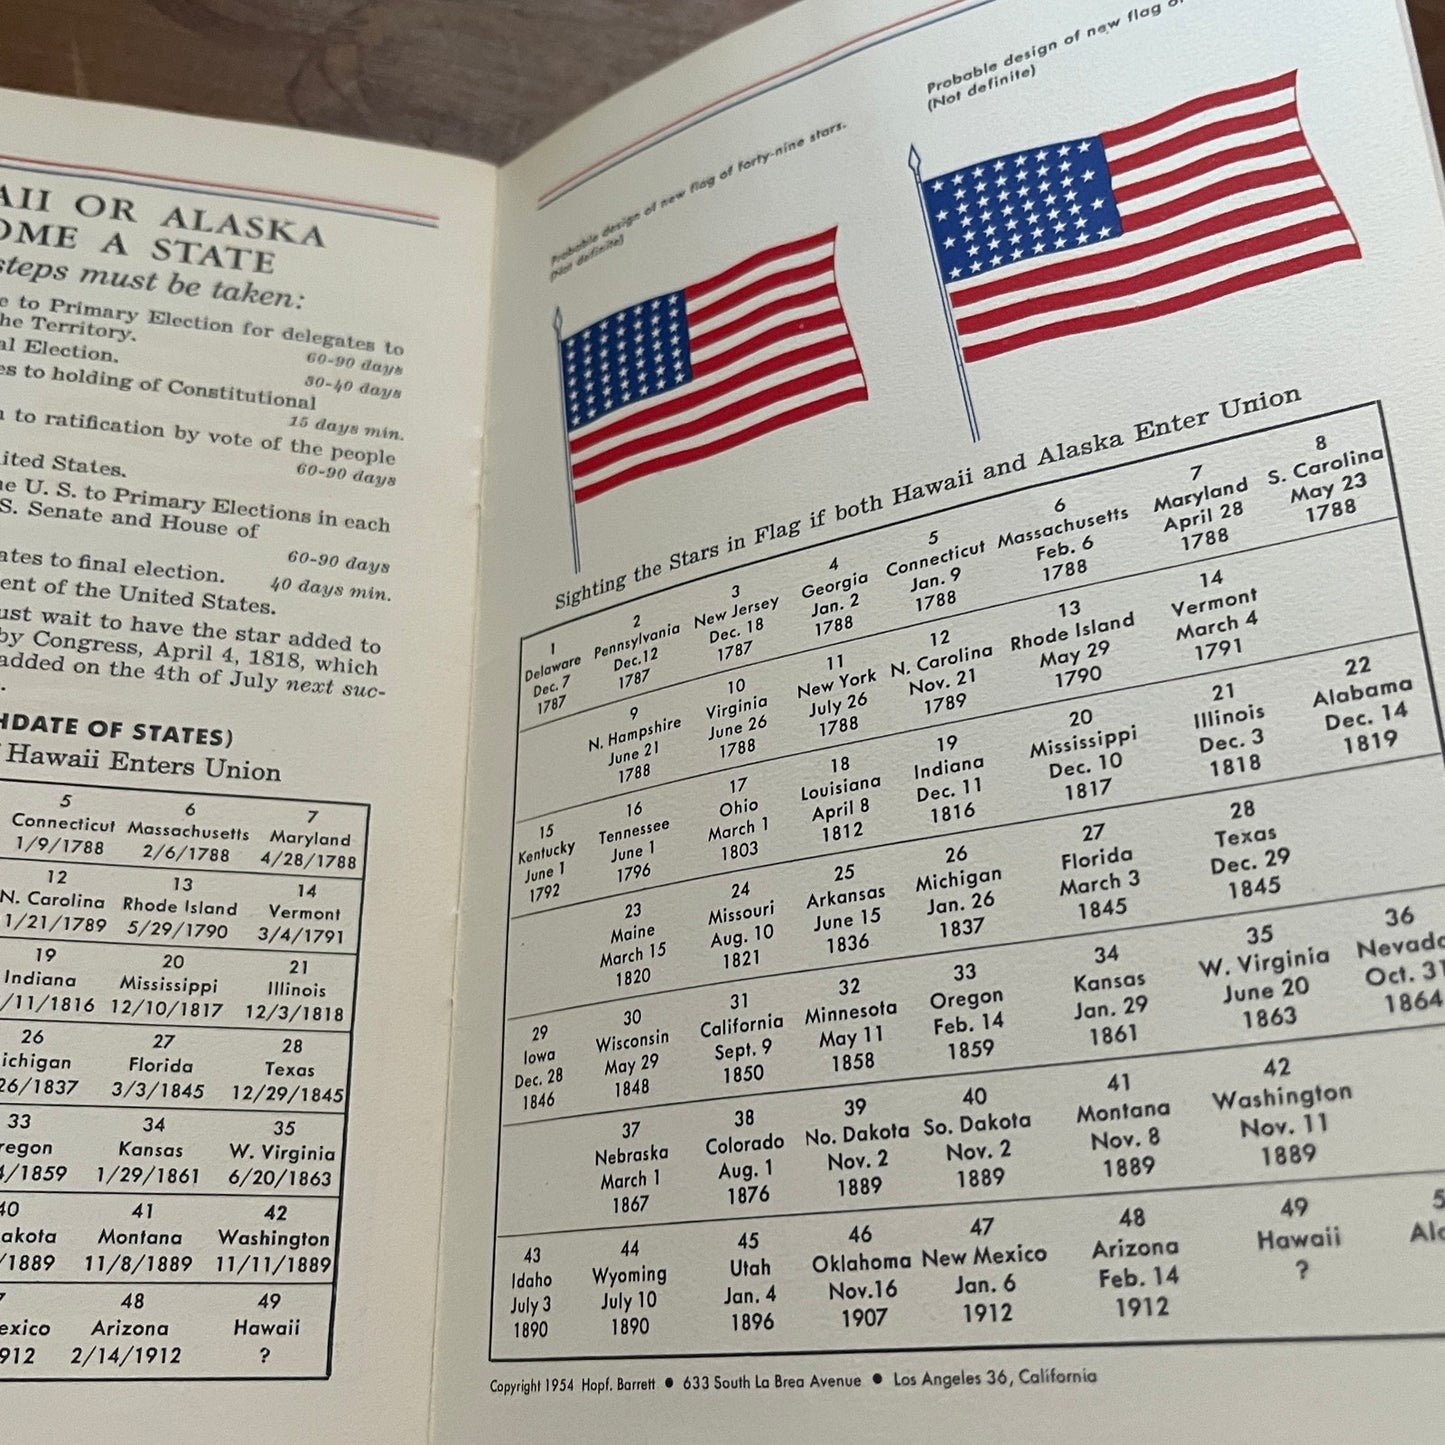 AII OR ALASKA
OME A STATE
steps must be taken:
e to Primary Election for delegates to
he Territory. 60-90 days
al Election. 30-40 days
es to holding of Constitutional
15 days min.
n to ratification by vote of the people
60-90 days
ited States.
he U. S. to Primary Elections in each
S. Senate and House of
60-90 days
ates to final election. 40 days min.
ent of the United States.
ust wait to have the star added to
by Congress, April 4, 1818, which
added on the 4th of July next suc-
.
HDATE OF STATES)
Hawaii Enters Union
5 6 7
Connecticut Massachusetts Maryland
1/9/1788 2/6/1788 4/28/1788
12 13 14
N. Carolina Rhode Island Vermont
1/21/1789 5/29/1790 3/4/1791
19 20 21
Indiana Mississippi Illinois
/11/1816 12/10/1817 12/3/1818
26 27 28
ichigan Florida Texas
26/1837 3/3/1845 12/29/1845
33 34 35
regon Kansas W. Virginia
4/1859 1/29/1861 6/20/1863
40 41 42
akota Montana Washington
/1889 11/8/1889 11/11/1889
7 48 49
exico Arizona Hawaii
912 2/14/1912 ?
Probable design of new flag of forty-nine stars.
(Not definite)
Probable design of new flag of
(Not definite)
Sighting the Stars in Flag if both Hawaii and Alaska Enter Union
1 2 3 4 5 6 7 8
Delaware Pennsylvania New Jersey Georgia Connecticut Massachusetts Maryland S. Carolina
Dec. 7 Dec.12 Dec. 18 Jan. 2 Jan. 9 Feb. 6 April 28 May 23
1787 1787 1787 1788 1788 1788 1788 1788
9 10 11 12 13 14
N. Hampshire Virginia New York N. Carolina Rhode Island Vermont
June 21 June 26 July 26 Nov. 21 May 29 March 4
1788 1788 1788 1789 1790 1791
15 16 17 18 19 20 21 22
Kentucky Tennessee Ohio Louisiana Indiana Mississippi Illinois Alabama
June 1 June 1 March 1 April 8 Dec. 11 Dec. 10 Dec. 3 Dec. 14
1792 1796 1803 1812 1816 1817 1818 1819
23 24 25 26 27 28
Maine Missouri Arkansas Michigan Florida Texas
March 15 Aug. 10 June 15 Jan. 26 March 3 Dec. 29
1820 1821 1836 1837 1845 1845
29 30 31 32 33 34 35 36
Iowa Wisconsin California Minnesota Oregon Kansas W. Virginia Nevada
Dec. 28 May 29 Sept. 9 May 11 Feb. 14 Jan. 29 June 20 Oct. 31
1846 1848 1850 1858 1859 1861 1863 1864
37 38 39 40 41 42
Nebraska Colorado No. Dakota So. Dakota Montana Washington
March 1 Aug. 1 Nov. 2 Nov. 2 Nov. 8 Nov. 11
1867 1876 1889 1889 1889 1889
43 44 45 46 47 48 49 5
Idaho Wyoming Utah Oklahoma New Mexico Arizona Hawaii Ala
July 3 July 10 Jan. 4 Nov.16 Jan. 6 Feb. 14 ?
1890 1890 1896 1907 1912 1912
Copyright 1954 Hopf. Barrett ● 633 South La Brea Avenue ● Los Angeles 36, California